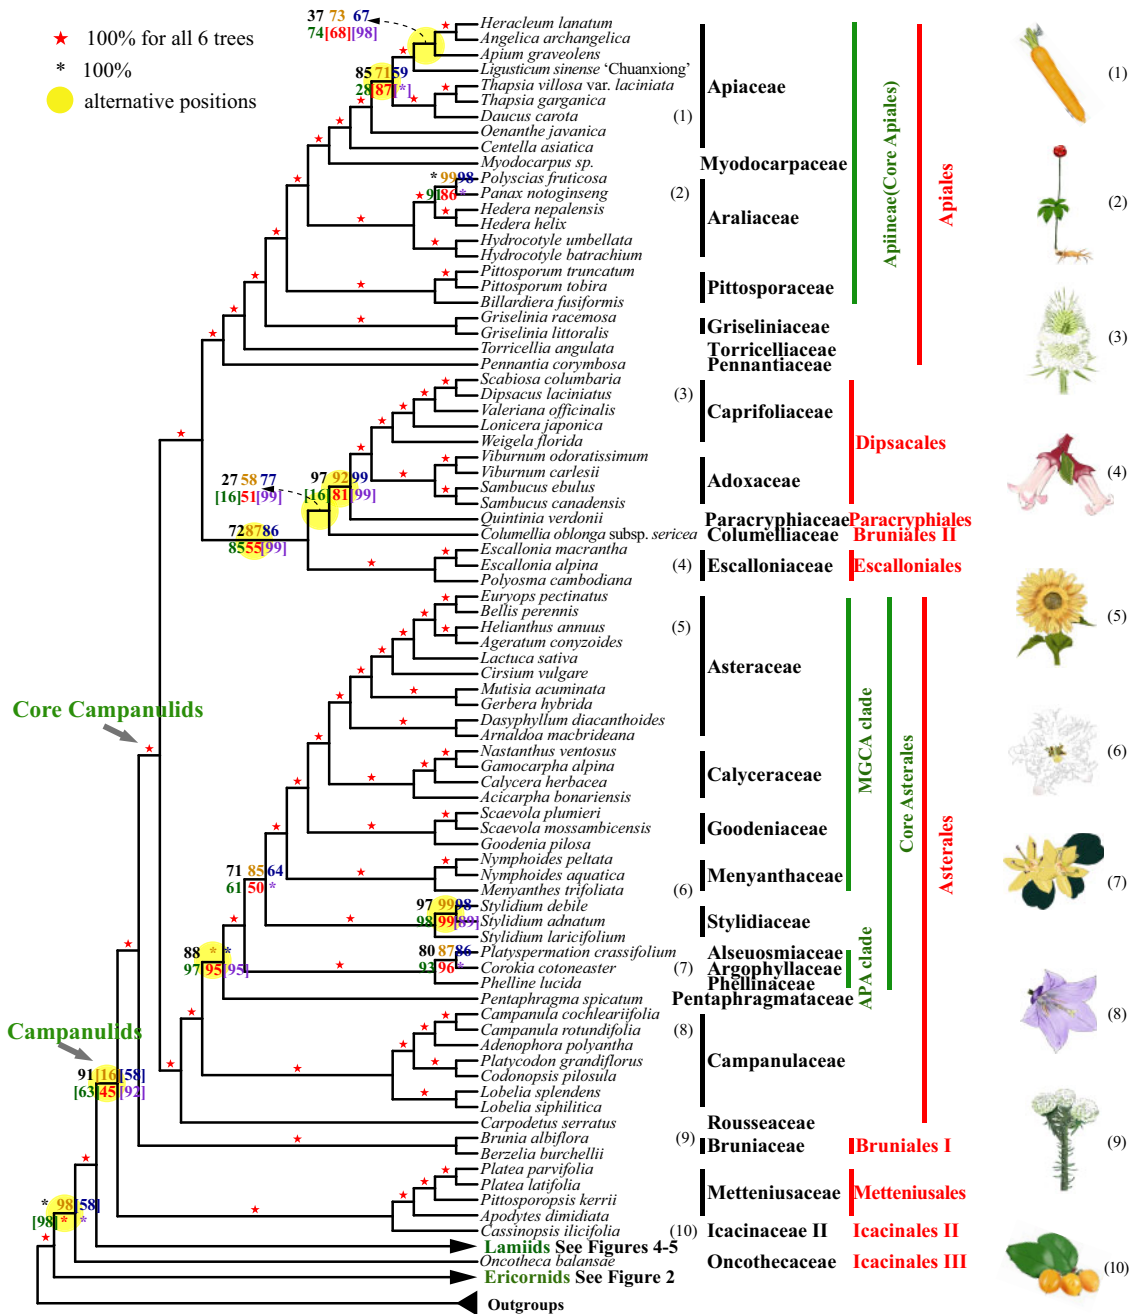 ★ 100% for all 6 trees
* 100%
alternative positions
37 73 67
74[68][98]
85 71 59
28[87][*]
Heracleum lanatum
Angelica archangelica
Apium graveolens
Ligusticum sinense ‘Chuanxiong’
Thapsia villosa var. laciniata
Thapsia garganica
Daucus carota (1)
Oenanthe javanica
Centella asiatica
Apiaceae
Myodocarpus sp.
Myodocarpaceae
* 99 98
91 86 *
Polyscias fruticosa
Panax notoginseng (2)
Hedera nepalensis
Hedera helix
Hydrocotyle umbellata
Hydrocotyle batrachium
Araliaceae
Pittosporum truncatum
Pittosporum tobira
Billardiera fusiformis
Pittosporaceae
Griselinia racemosa
Griselinia littoralis
Griseliniaceae
Torricellia angulata
Torricelliaceae
Pennantia corymbosa
Pennantiaceae
Apiineae(Core Apiales)
Apiales
Scabiosa columbaria
Dipsacus laciniatus (3)
Valeriana officinalis
Lonicera japonica
Weigela florida
Caprifoliaceae
Viburnum odoratissimum
Viburnum carlesii
Sambucus ebulus
Sambucus canadensis
Adoxaceae
Dipsacales
27 58 77
[16]51[99]
97 92 99
[16] 81 [99]
72 87 86
85 55 [99]
Quintinia verdonii
Paracryphiaceae Paracryphiales
Columellia oblonga subsp. sericea
Columelliaceae Bruniales II
Escallonia macrantha
Escallonia alpina (4)
Polyosma cambodiana
Escalloniaceae Escalloniales
Euryops pectinatus
Bellis perennis
Helianthus annuus (5)
Ageratum conyzoides
Lactuca sativa
Cirsium vulgare
Mutisia acuminata
Gerbera hybrida
Dasyphyllum diacanthoides
Arnaldoa macbrideana
Asteraceae
Nastanthus ventosus
Gamocarpha alpina
Calycera herbacea
Acicarpha bonariensis
Calyceraceae
Scaevola plumieri
Scaevola mossambicensis
Goodenia pilosa
Goodeniaceae
Nymphoides peltata
Nymphoides aquatica
Menyanthes trifoliata (6)
Menyanthaceae
MGCA clade
Core Asterales
Asterales
71 85 64
61 50 *
97 99 98
98 99 [89]
Stylidium debile
Stylidium adnatum
Stylidium laricifolium
Stylidiaceae
80 87 86
93 96 *
Platyspermation crassifolium
Alseuosmiaceae
Corokia cotoneaster (7)
Argophyllaceae
Phelline lucida
Phellinaceae
APA clade
88 * *
97 95 [95]
Pentaphragma spicatum
Pentaphragmataceae
Campanula cochleariifolia
Campanula rotundifolia (8)
Adenophora polyantha
Platycodon grandiflorus
Codonopsis pilosula
Lobelia splendens
Lobelia siphilitica
Campanulaceae
Carpodetus serratus
Rousseaceae
Brunia albiflora (9)
Berzelia burchellii
Bruniaceae Bruniales I
Platea parvifolia
Platea latifolia
Pittosporopsis kerrii
Apodytes dimidiata
Metteniusaceae Metteniusales
Cassinopsis ilicifolia (10)
Icacinaceae II Icacinales II
Core Campanulids
Campanulids
91 [16 [58]
[63] 45 [92]
* 98 [58]
[98] * *
Lamiids See Figures 4-5
Oncotheca balansae
Oncothecaceae Icacinales III
Ericornids See Figure 2
Outgroups
(1)
(2)
(3)
(4)
(5)
(6)
(7)
(8)
(9)
(10)